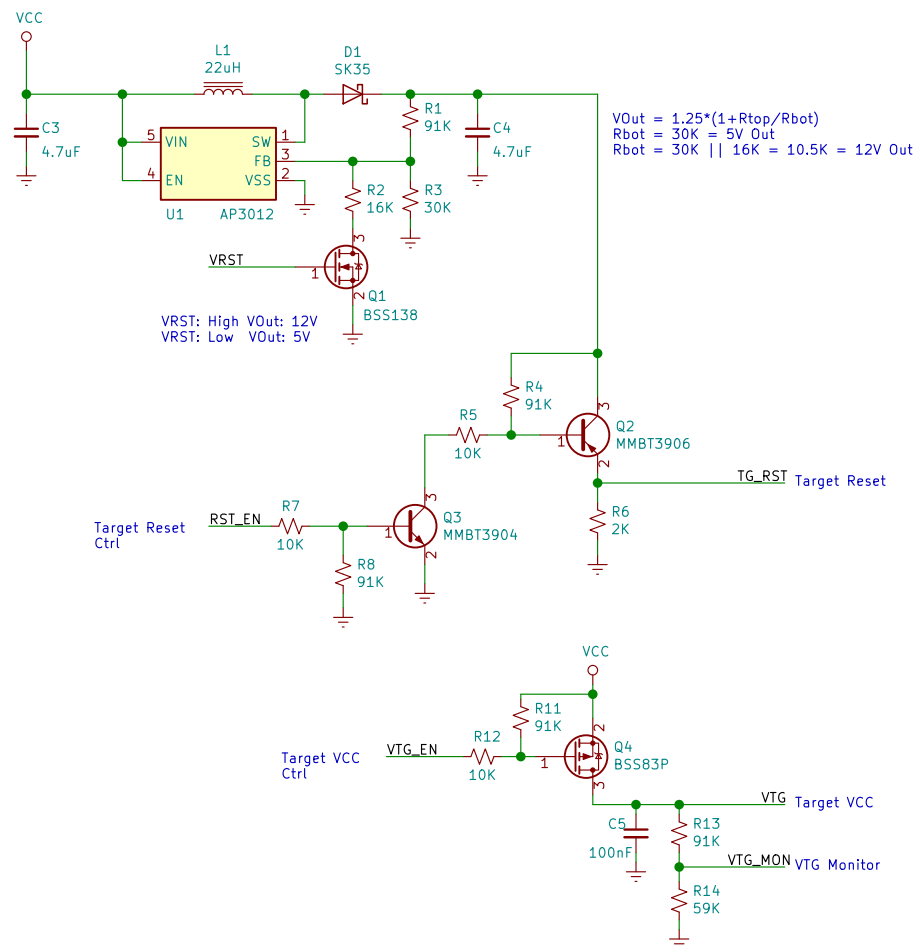 VCC
L1
22uH
D1
SK35
C3
4.7uF
R1
91K
C4
4.7uF
VOut = 1.25*(1+Rtop/Rbot)
Rbot = 30K = 5V Out
Rbot = 30K || 16K = 10.5K = 12V Out
5 VIN
SW 1
FB 3
4 EN
VSS 2
U1 AP3012
R2
16K
R3
30K
VRST
1
3
2
Q1
BSS138
VRST: High VOut: 12V
VRST: Low VOut: 5V
R4
91K
R5
10K
1
3
2
Q2
MMBT3906
TG_RST
Target Reset
R6
2K
Target Reset
Ctrl
RST_EN
R7
10K
R8
91K
1
3
2
Q3
MMBT3904
VCC
R11
91K
Target VCC
Ctrl
VTG_EN
R12
10K
1
2
3
Q4
BSS83P
VTG
Target VCC
C5
100nF
R13
91K
VTG_MON
VTG Monitor
R14
59K